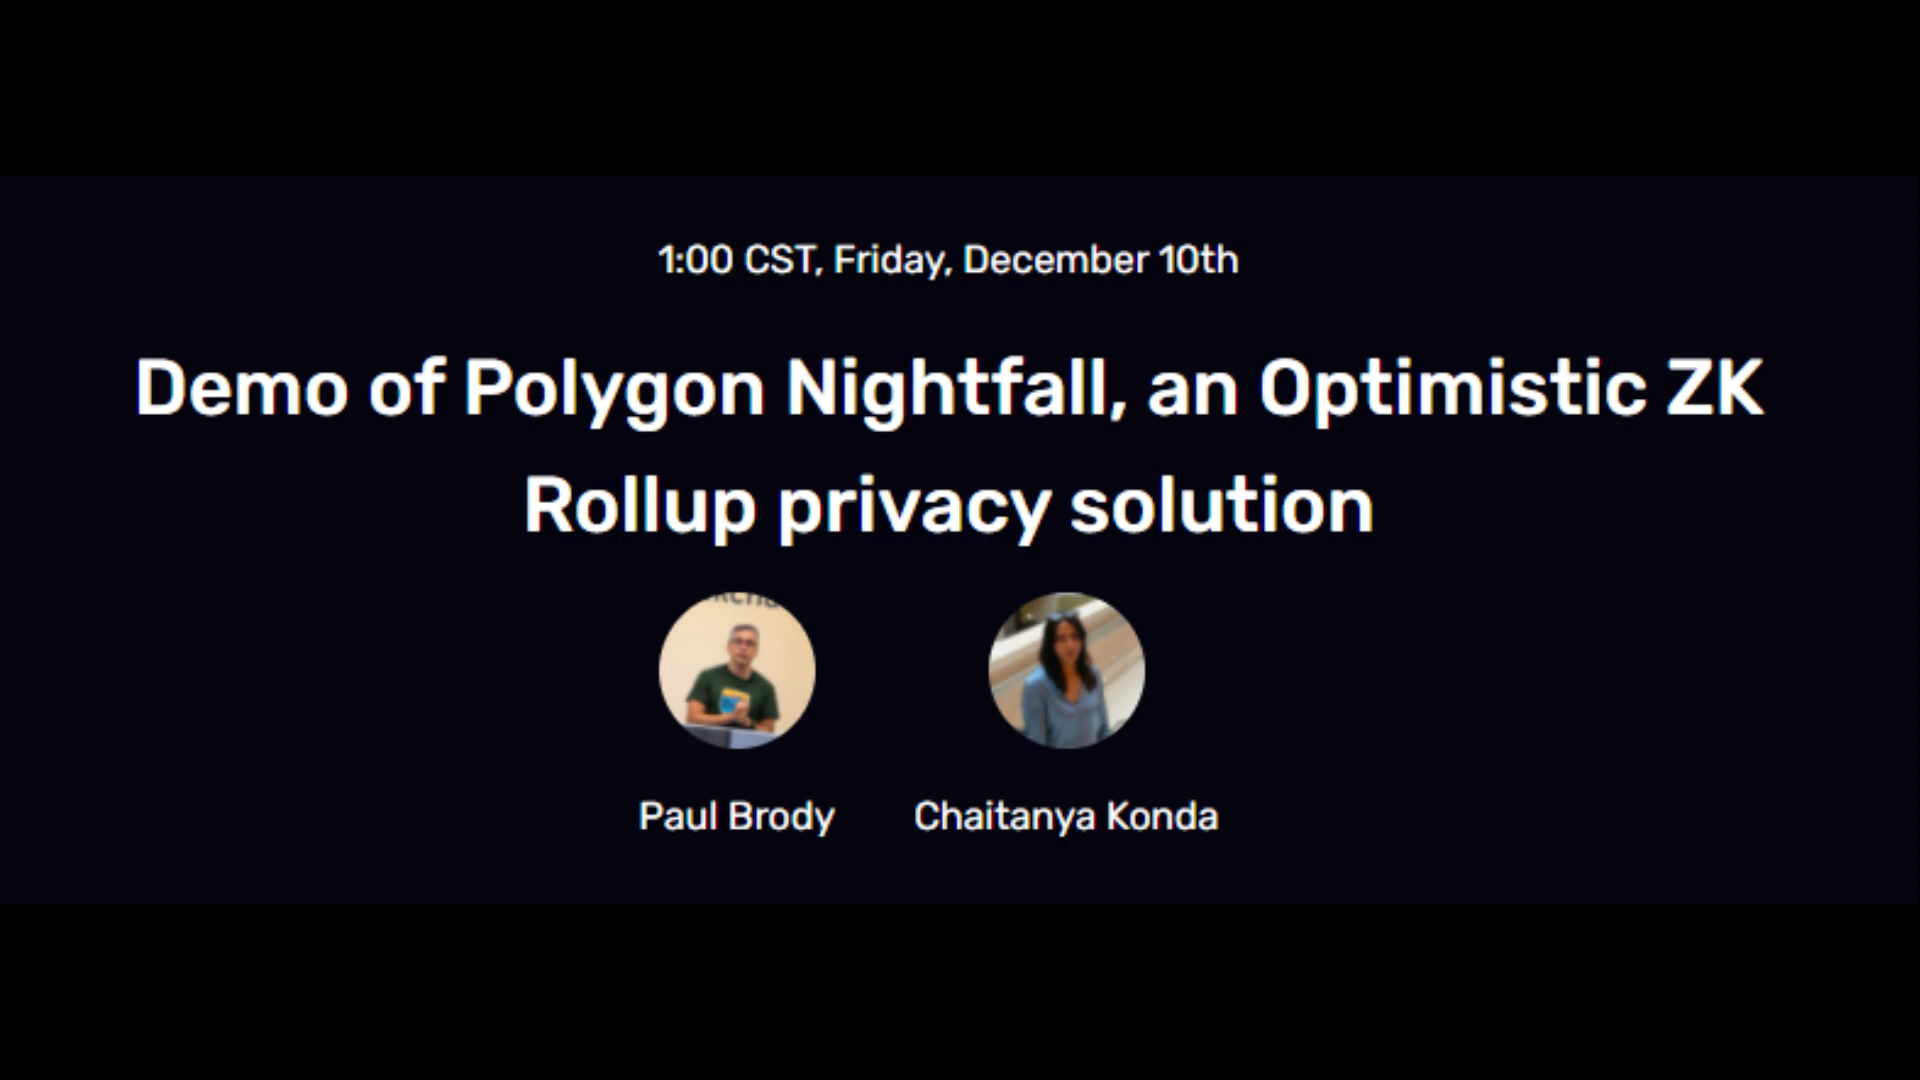 1:00 CST, Friday, December 10th
Demo of Polygon Nightfall, an Optimistic ZK
Rollup privacy solution
Paul Brody
Chaitanya Konda